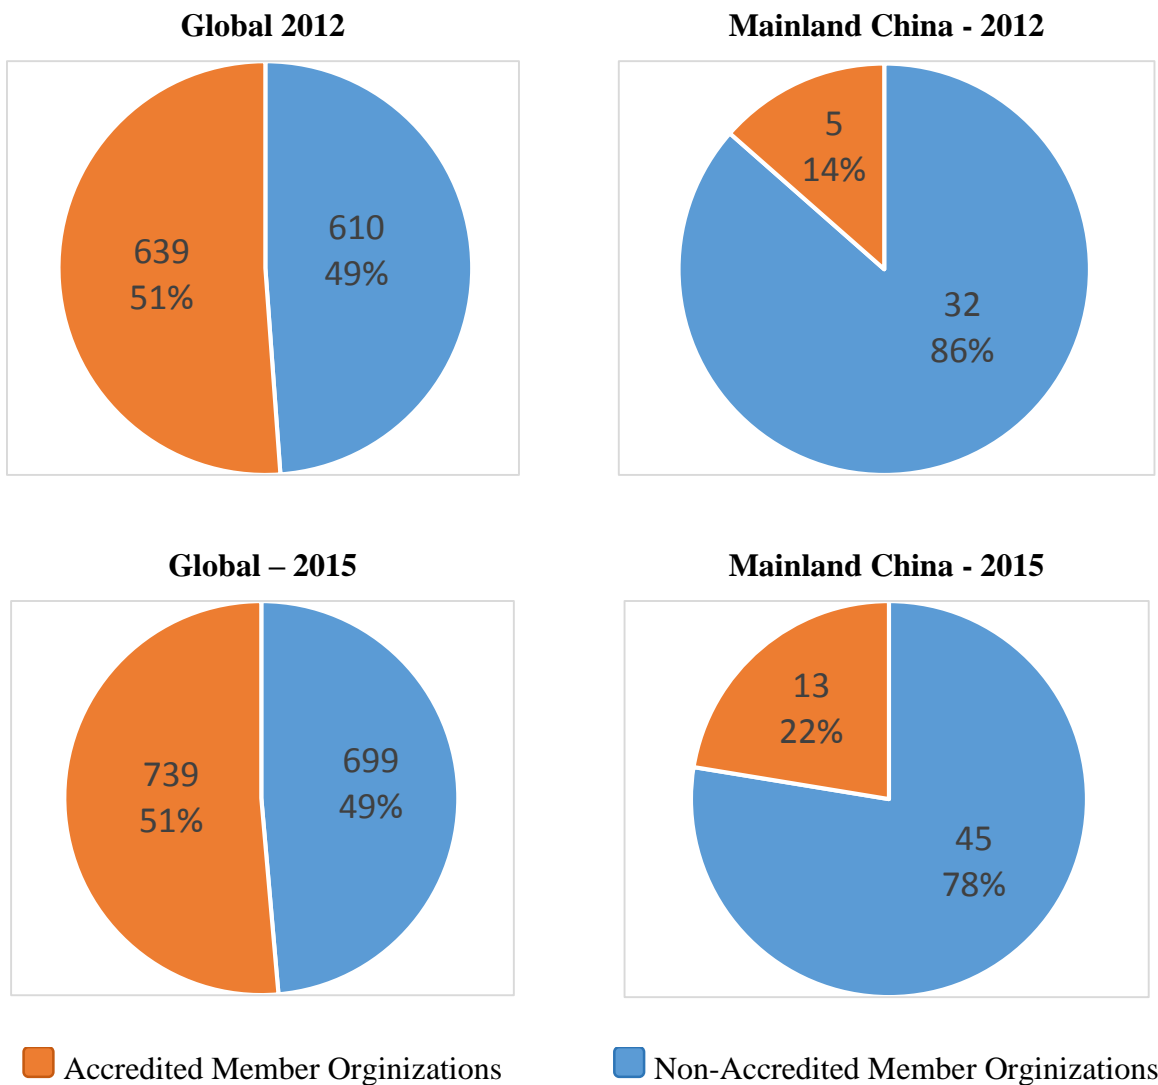 Global 2012
639
51%
610
49%
Mainland China - 2012
5
14%
32
86%
Global – 2015
739
51%
699
49%
Mainland China - 2015
13
22%
45
78%
Accredited Member Orginizations
Non-Accredited Member Orginizations